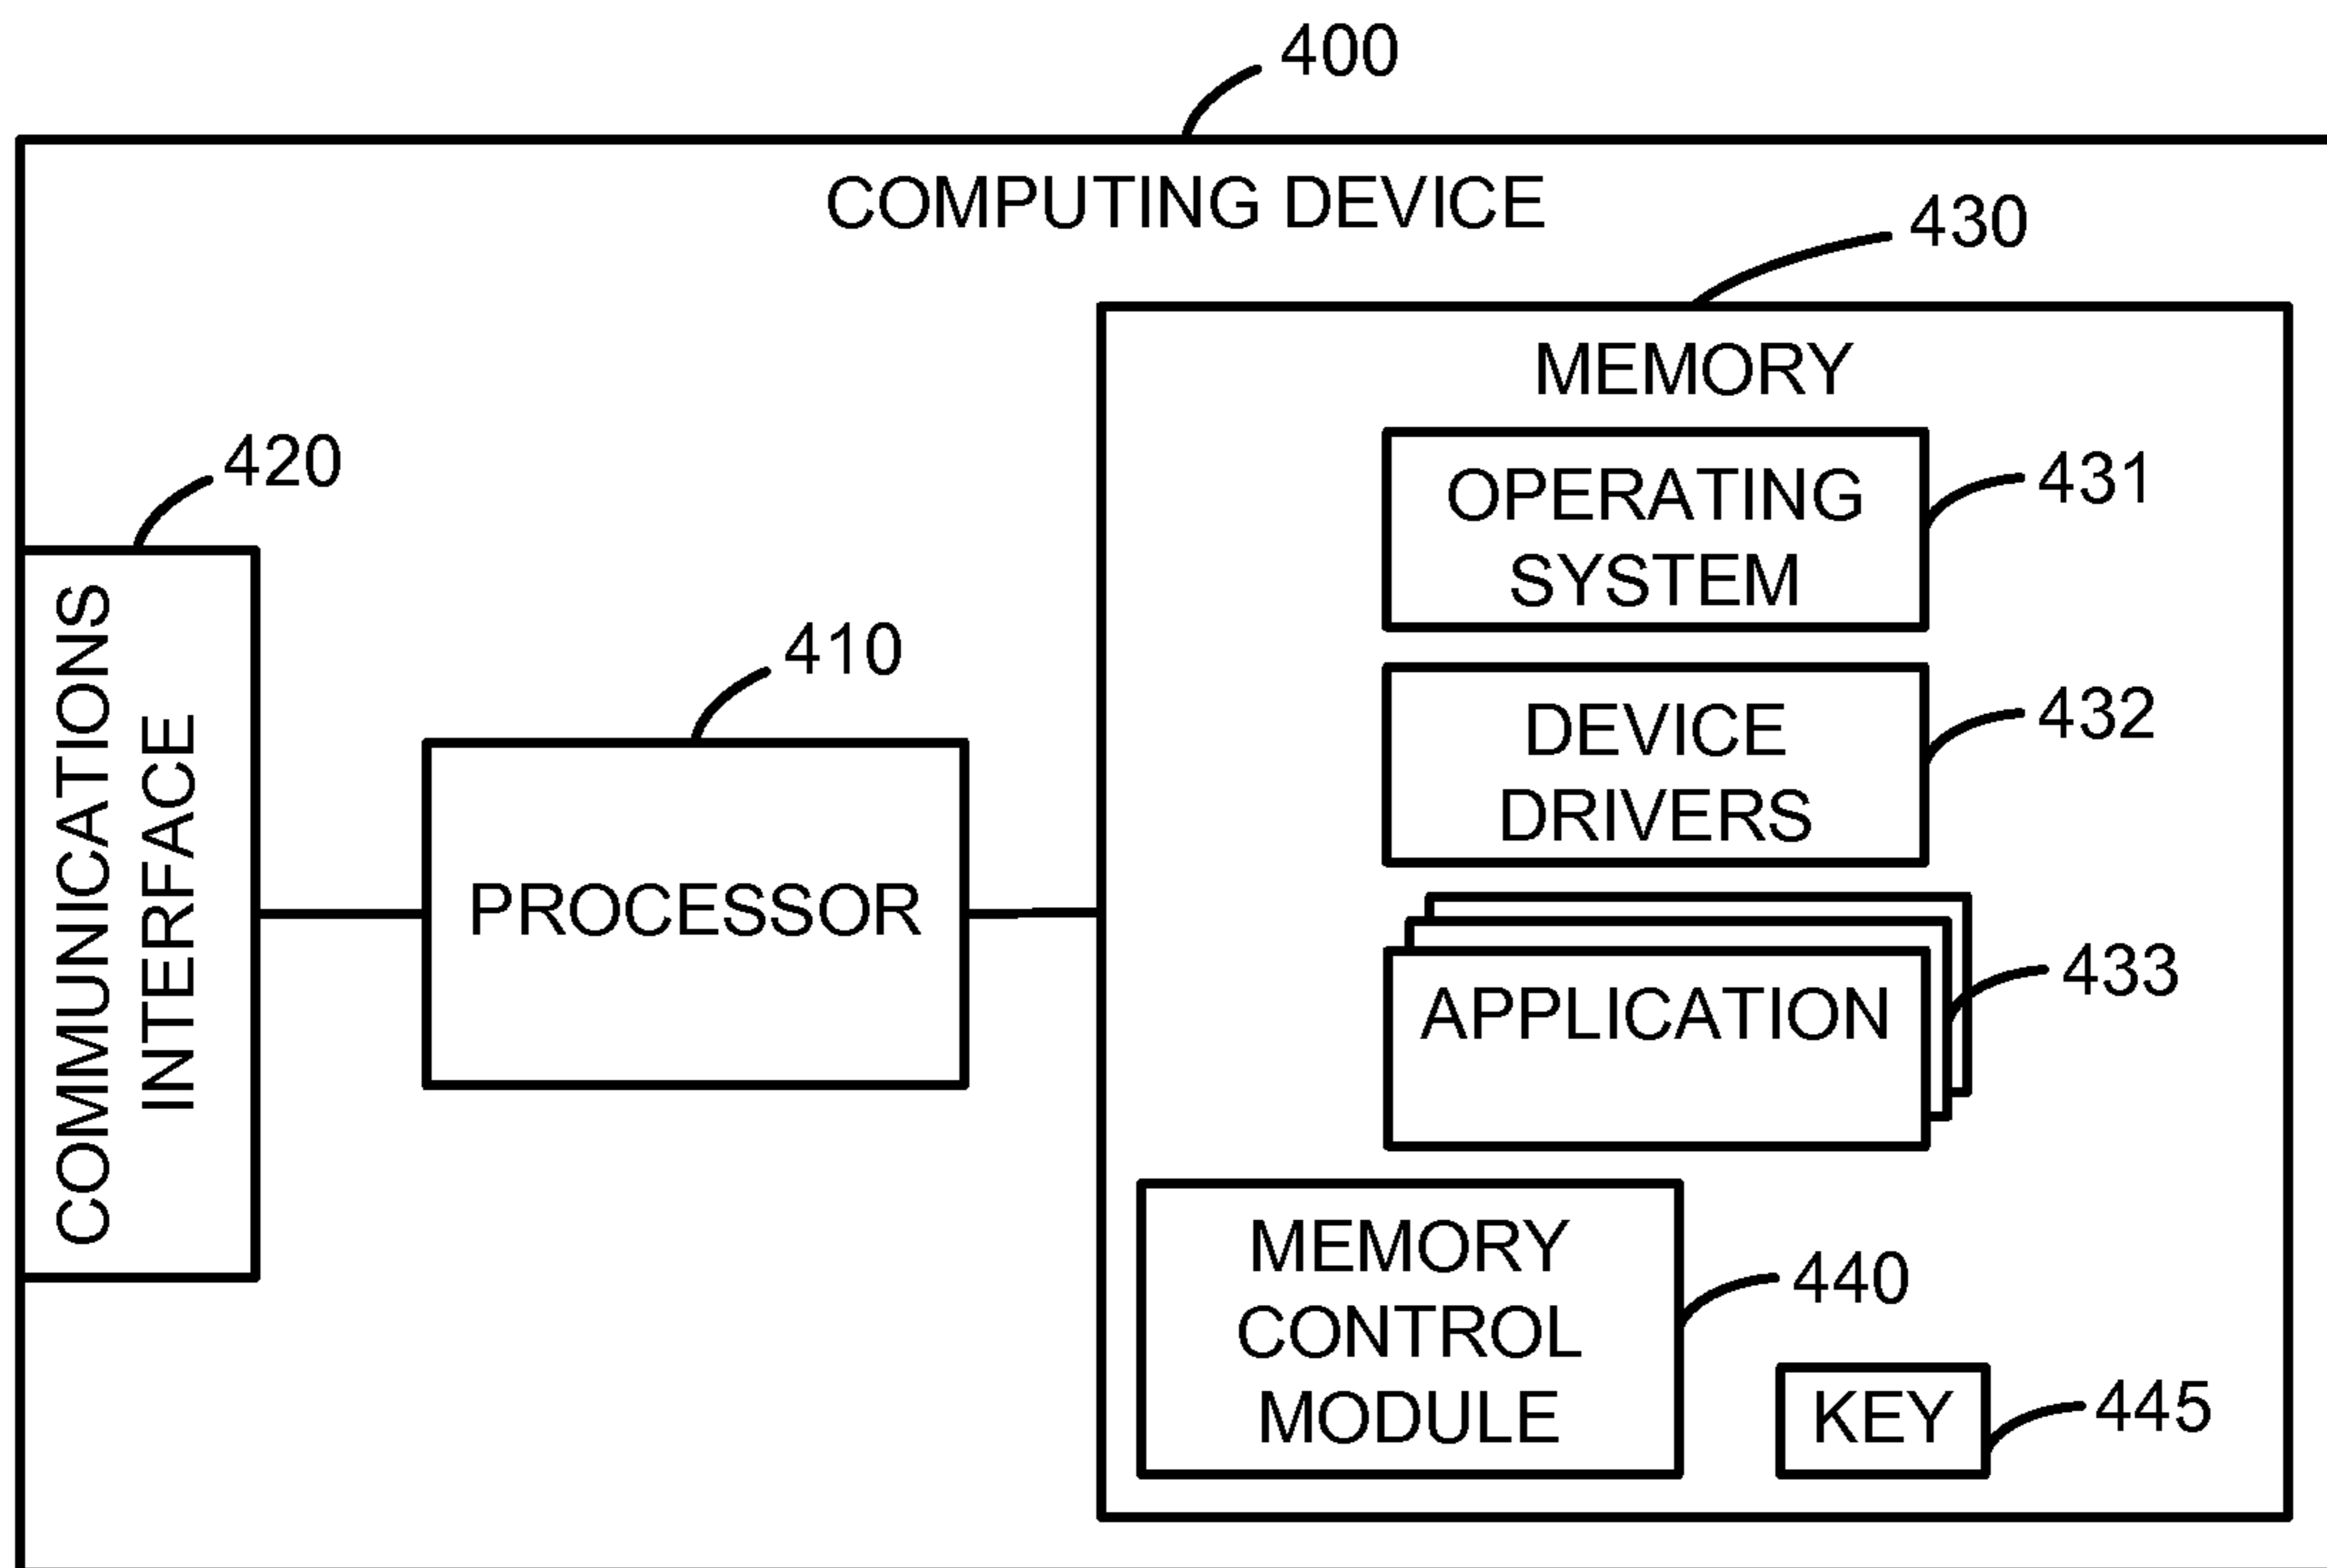 400
COMPUTING DEVICE
430
MEMORY
420
OPERATING
SYSTEM
431
COMMUNICATIONS
INTERFACE
410
PROCESSOR
DEVICE
DRIVERS
432
APPLICATION
433
MEMORY
CONTROL
MODULE
440
KEY
445